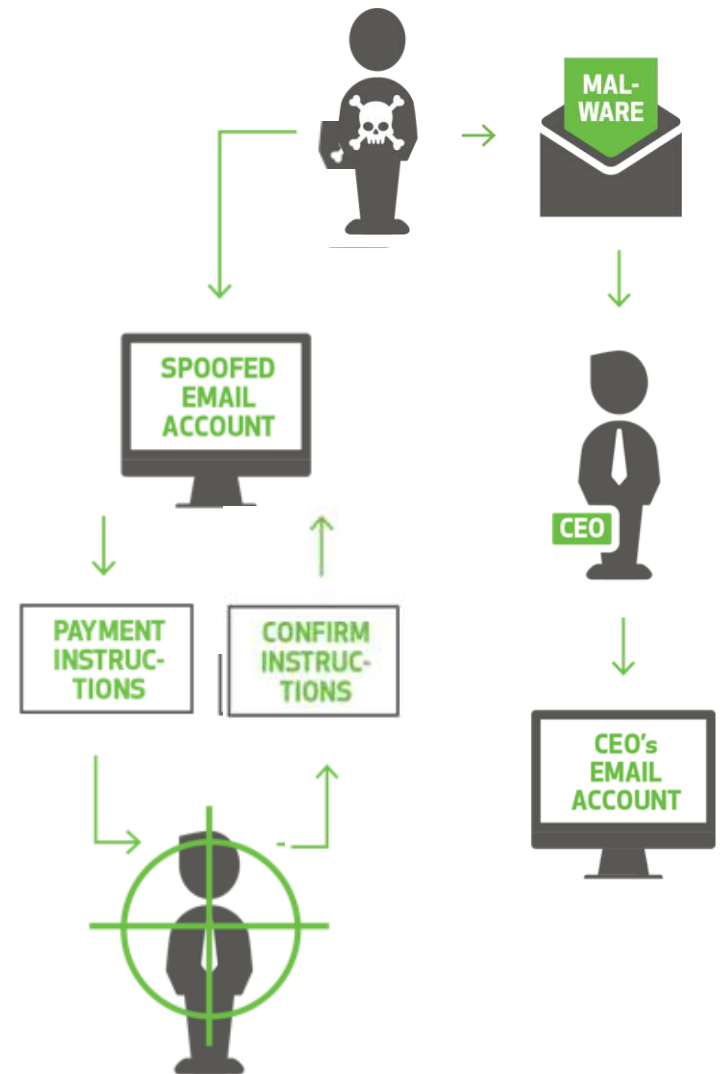 MAL-
WARE
SPOOFED
EMAIL
ACCOUNT
CEO
PAYMENT
INSTRUC-
TIONS
CONFIRM
INSTRUC-
TIONS
CEO's
EMAIL
ACCOUNT